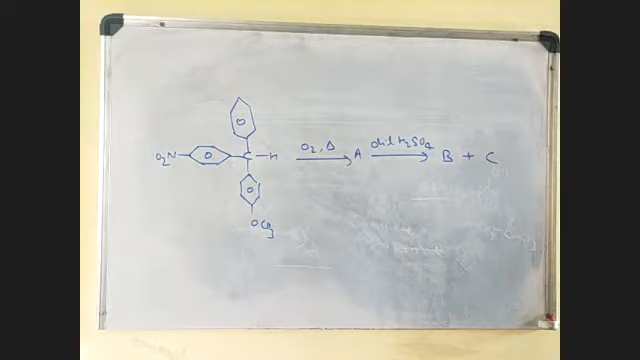 O₂N C H O₂, Δ A dil H₂SO₄ B + C
OCH₃